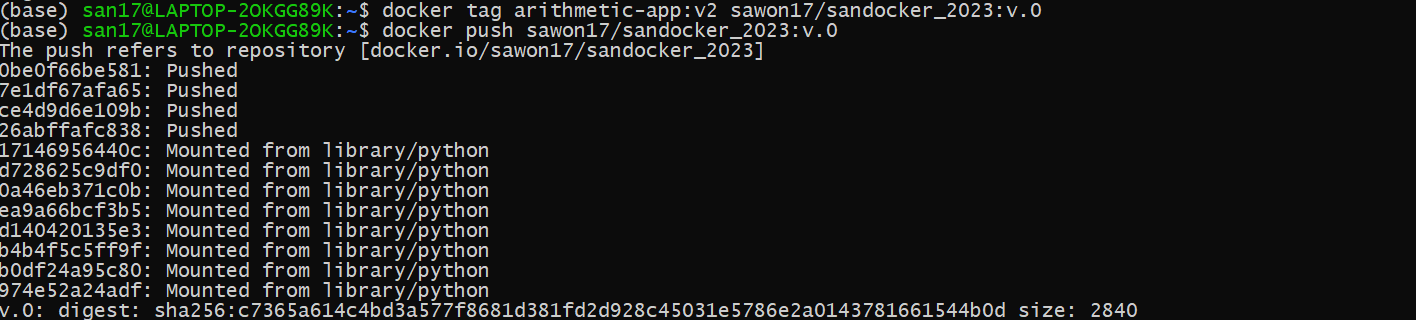 (base) san17@LAPTOP-2OKGG89K:~$ docker tag arithmetic-app:v2 sawon17/sandocker_2023:v.0
(base) san17@LAPTOP-2OKGG89K:~$ docker push sawon17/sandocker_2023:v.0
The push refers to repository [docker.io/sawon17/sandocker_2023]
0be0f66be581: Pushed
7e1df67afa65: Pushed
ce4d9d6e109b: Pushed
26abffafc838: Pushed
17146956440c: Mounted from library/python
d728625c9df0: Mounted from library/python
0a46eb371c0b: Mounted from library/python
ea9a66bcf3b5: Mounted from library/python
d140420135e3: Mounted from library/python
b4b4f5c5ff9f: Mounted from library/python
b0df24a95c80: Mounted from library/python
974e52a24adf: Mounted from library/python
v.0: digest: sha256:c7365a614c4bd3a577f8681d381fd2d928c45031e5786e2a0143781661544b0d size: 2840